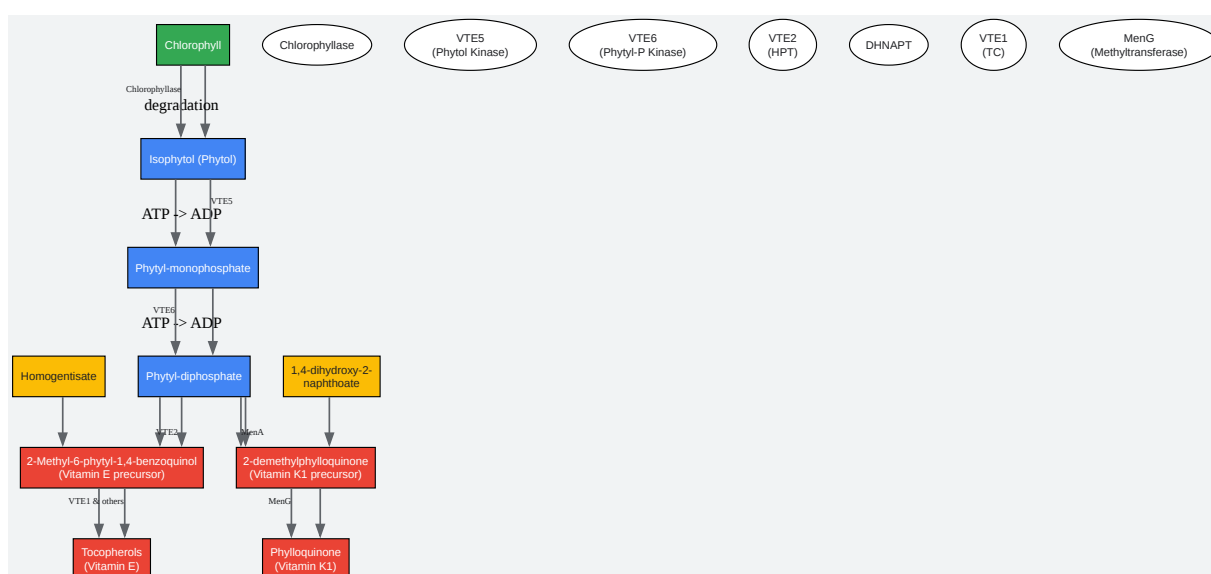 Chlorophyll
Chlorophyllase
VTE5
(Phytol Kinase)
VTE6
(Phytyl-P Kinase)
VTE2
(HPT)
DHNAPT
VTE1
(TC)
MenG
(Methyltransferase)
Chlorophyllase
degradation
Isophytol (Phytol)
VTE5
ATP -> ADP
Phytyl-monophosphate
VTE6
ATP -> ADP
Homogentisate
Phytyl-diphosphate
1,4-dihydroxy-2-
naphthoate
VTE2
MenA
2-Methyl-6-phytyl-1,4-benzoquinol
(Vitamin E precursor)
2-demethylphylloquinone
(Vitamin K1 precursor)
VTE1 & others
MenG
Tocopherols
(Vitamin E)
Phylloquinone
(Vitamin K1)